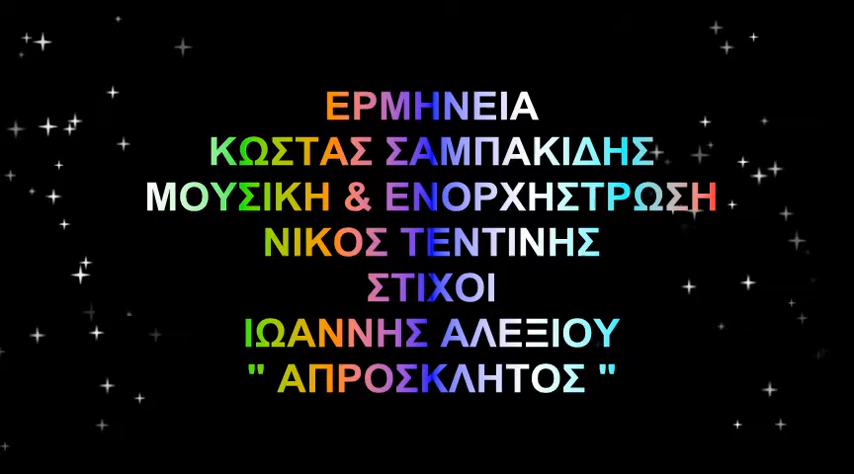 ΕΡΜΗΝΕΙΑ
ΚΩΣΤΑΣ ΣΑΜΠΑΚΙΔΗΣ
ΜΟΥΣΙΚΗ & ΕΝΟΡΧΗΣΤΡΩΣΗ
ΝΙΚΟΣ ΤΕΝΤΙΝΗΣ
ΣΤΙΧΟΙ
ΙΩΑΝΝΗΣ ΑΛΕΞΙΟΥ
" ΑΠΡΟΣΚΛΗΤΟΣ "